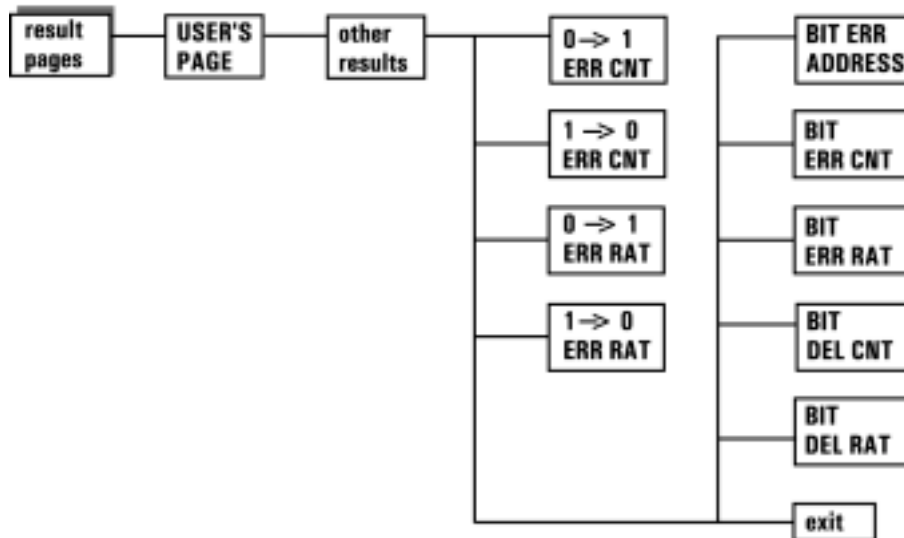 result
pages
USER'S
PAGE
other
results
0–> 1
ERR CNT
1 –> 0
ERR CNT
0 –> 1
ERR RAT
1–> 0
ERR RAT
BIT ERR
ADDRESS
BIT
ERR CNT
BIT
ERR RAT
BIT
DEL CNT
BIT
DEL RAT
exit